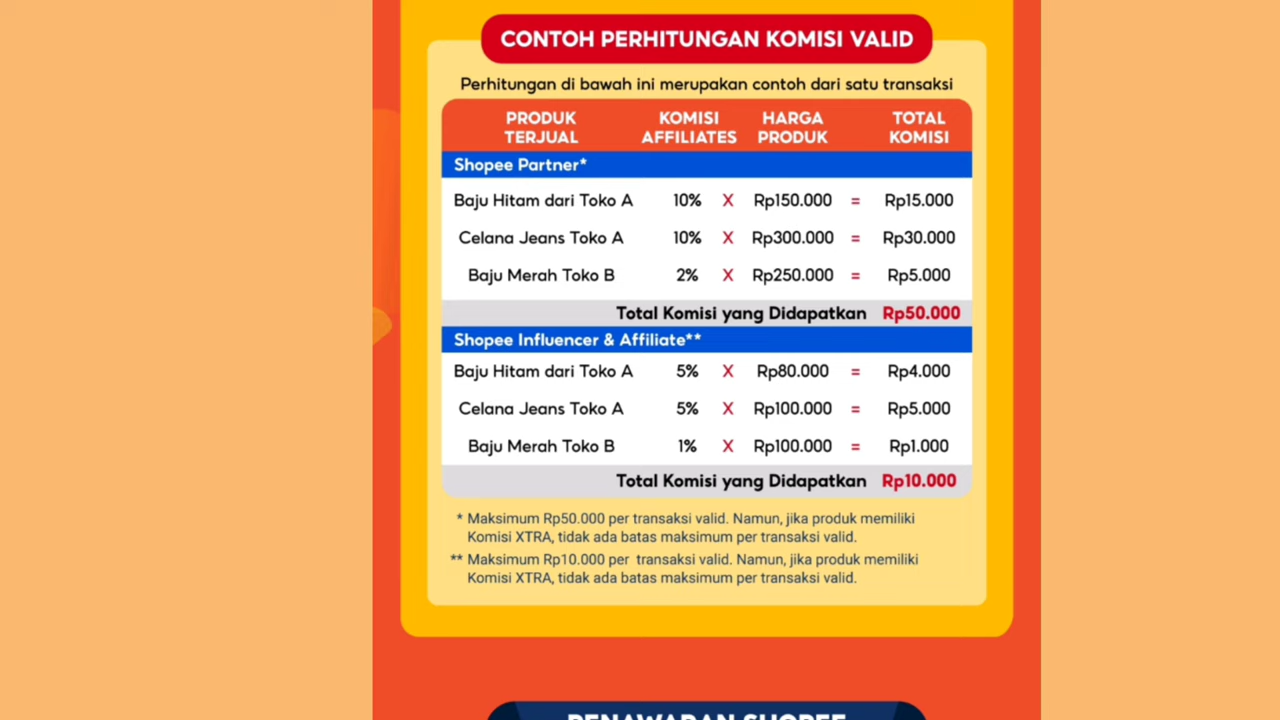 CONTOH PERHITUNGAN KOMISI VALID
Perhitungan di bawah ini merupakan contoh dari satu transaksi
PRODUK TERJUAL KOMISI AFFILIATES HARGA PRODUK TOTAL KOMISI
Shopee Partner*
Baju Hitam dari Toko A 10% X Rp150.000 = Rp15.000
Celana Jeans Toko A 10% X Rp300.000 = Rp30.000
Baju Merah Toko B 2% X Rp250.000 = Rp5.000
Total Komisi yang Didapatkan Rp50.000
Shopee Influencer & Affiliate**
Baju Hitam dari Toko A 5% X Rp80.000 = Rp4.000
Celana Jeans Toko A 5% X Rp100.000 = Rp5.000
Baju Merah Toko B 1% X Rp100.000 = Rp1.000
Total Komisi yang Didapatkan Rp10.000
* Maksimum Rp50.000 per transaksi valid. Namun, jika produk memiliki
Komisi XTRA, tidak ada batas maksimum per transaksi valid.
** Maksimum Rp10.000 per transaksi valid. Namun, jika produk memiliki
Komisi XTRA, tidak ada batas maksimum per transaksi valid.
PENAWARAN SHOPEE